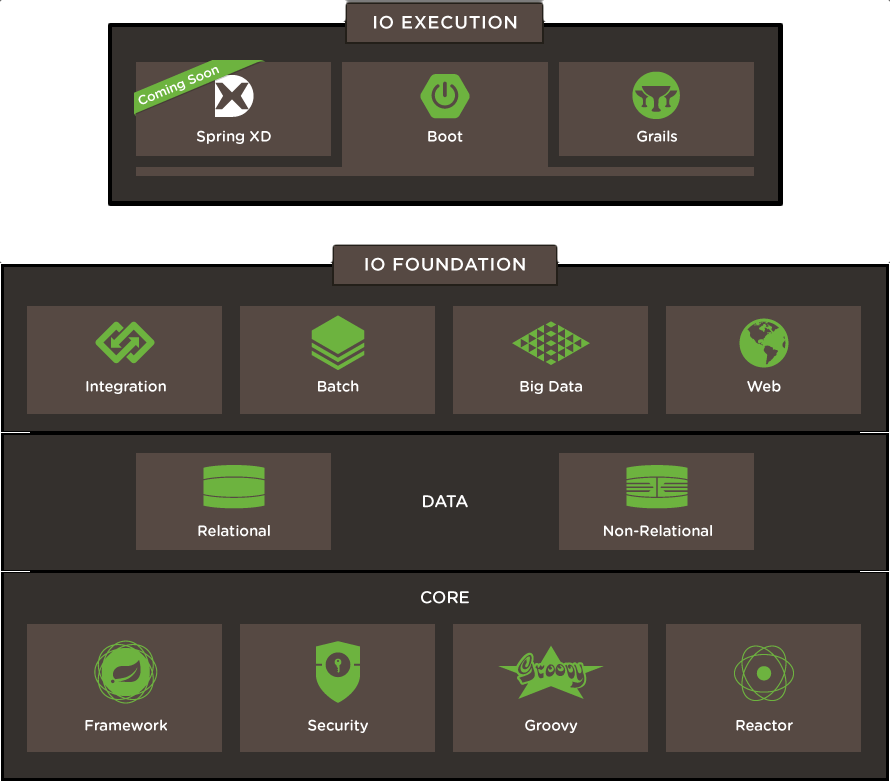 IO EXECUTION
Coming Soon
Spring XD
Boot
Grails
IO FOUNDATION
Integration
Batch
Big Data
Web
Relational
DATA
Non-Relational
CORE
Groovy
Framework
Security
Groovy
Reactor